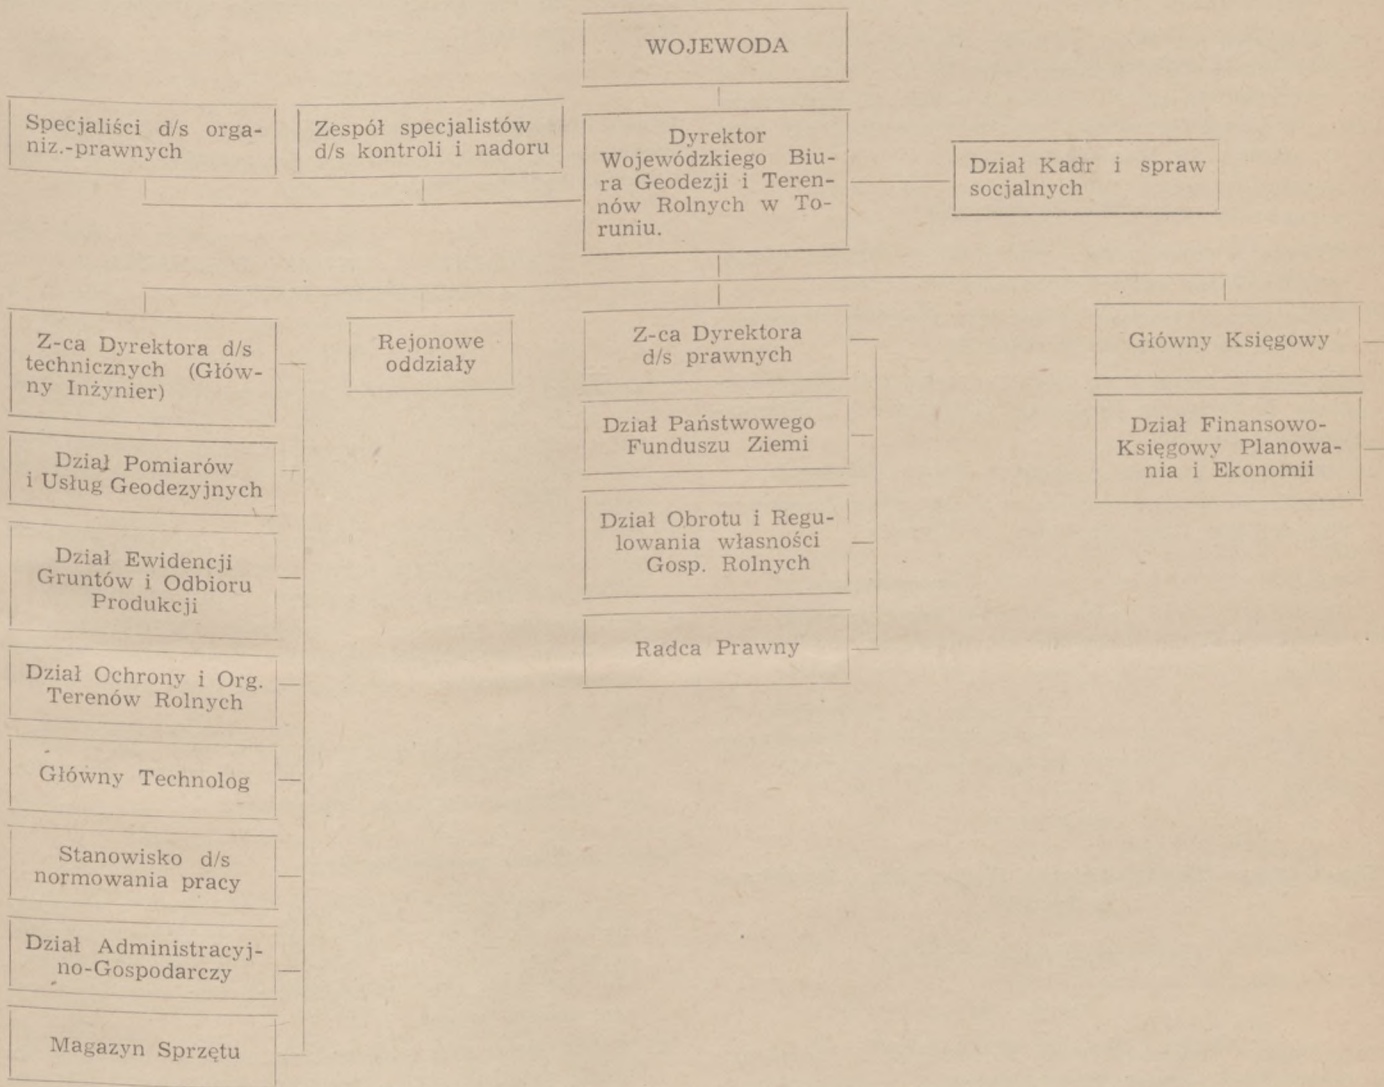 WOJEWODA
Specjaliści d/s orga-
niz.-prawnych
Zespół specjalistów
d/s kontroli i nadoru
Dyrektor
Wojewódzkiego Biu-
ra Geodezji i Teren-
nów Rolnych w To-
runiu.
Dział Kadr i spraw
socjalnych
Z-ca Dyrektora d/s
technicznych (Głów-
ny Inżynier)
Rejonowe
oddziały
Z-ca Dyrektora
d/s prawnych
Główny Księgowy
Dział Pomiarów
i Usług Geodezyjnych
Dział Państwowego
Funduszu Ziemi
Dział Finansowo-
Księgowy Planowa-
nia i Ekonomii
Dział Ewidencji
Gruntów i Odbioru
Produkcji
Dział Obrotu i Regu-
lowania własności
Gosp. Rolnych
Dział Ochrony i Org.
Terenów Rolnych
Radca Prawny
Główny Technolog
Stanowisko d/s
normowania pracy
Dział Administracyj-
no-Gospodarczy
Magazyn Sprzętu